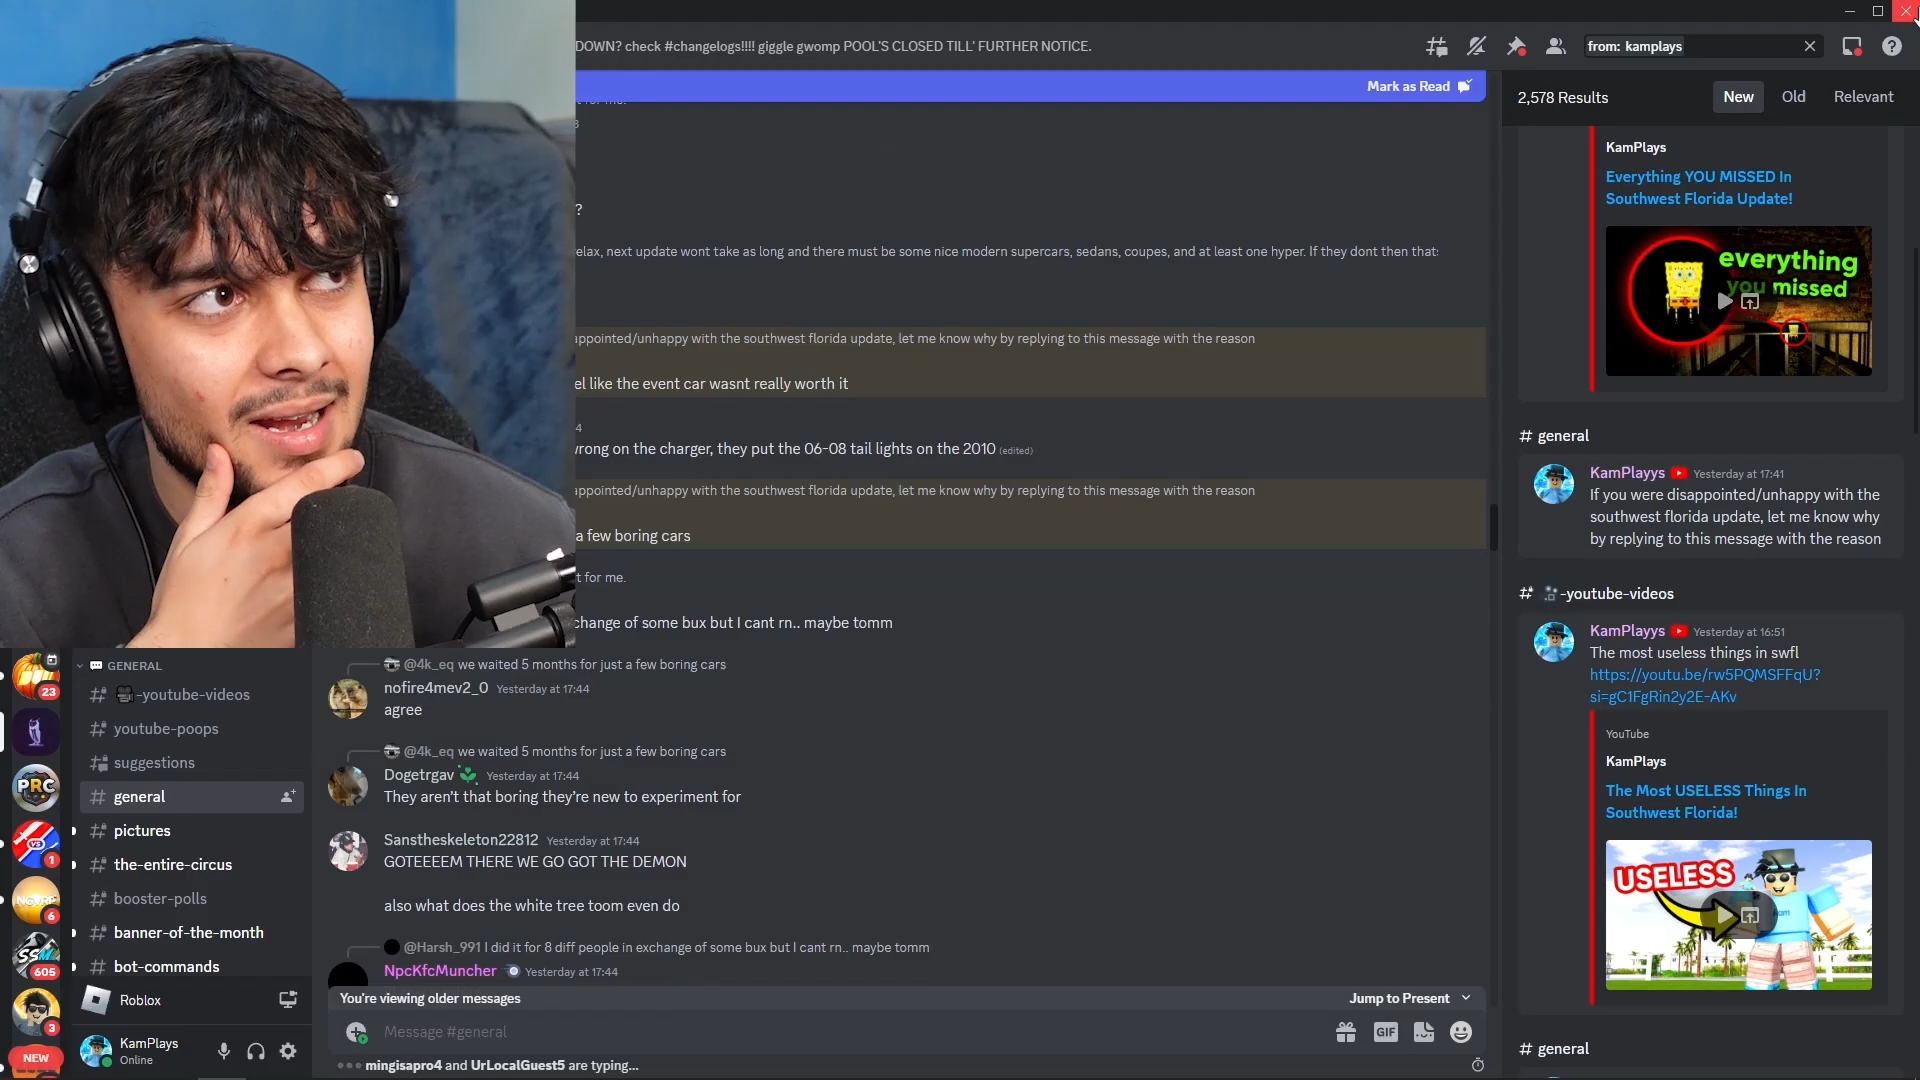 DOWN? check #changelogs!!!! giggle gwomp POOL'S CLOSED TILL' FURTHER NOTICE.
from: kamplays
Mark as Read
?
elax, next update wont take as long and there must be some nice modern supercars, sedans, coupes, and at least one hyper. If they dont then thats
appointed/unhappy with the southwest florida update, let me know why by replying to this message with the reason
el like the event car wasnt really worth it
4
wrong on the charger, they put the 06-08 tail lights on the 2010 (edited)
appointed/unhappy with the southwest florida update, let me know why by replying to this message with the reason
a few boring cars
t for me.
change of some bux but I cant rn.. maybe tomm
@4k_eq we waited 5 months for just a few boring cars
nofire4mev2_0 Yesterday at 17:44
agree
@4k_eq we waited 5 months for just a few boring cars
Dogetrgav Yesterday at 17:44
They aren't that boring they're new to experiment for
Sanstheskeleton22812 Yesterday at 17:44
GOTEEEEM THERE WE GO GOT THE DEMON
also what does the white tree toom even do
@Harsh_991 I did it for 8 diff people in exchange of some bux but I cant rn.. maybe tomm
NpcKfcMuncher Yesterday at 17:44
You're viewing older messages
Jump to Present
Message #general
GIF
mingisapro4 and UrLocalGuest5 are typing...
GENERAL
-youtube-videos
youtube-poops
suggestions
general
pictures
the-entire-circus
booster-polls
banner-of-the-month
bot-commands
Roblox
KamPlays
Online
23
PRC
VS
1
6
SSM
605
3
NEW
2,578 Results
New
Old
Relevant
KamPlays
Everything YOU MISSED In
Southwest Florida Update!
everything
you missed
# general
KamPlayys Yesterday at 17:41
If you were disappointed/unhappy with the
southwest florida update, let me know why
by replying to this message with the reason
-youtube-videos
KamPlayys Yesterday at 16:51
The most useless things in swfl
https://youtu.be/rw5PQMSFFqU?
si=gC1FgRin2y2E-AKv
YouTube
KamPlays
The Most USELESS Things In
Southwest Florida!
USELESS
# general